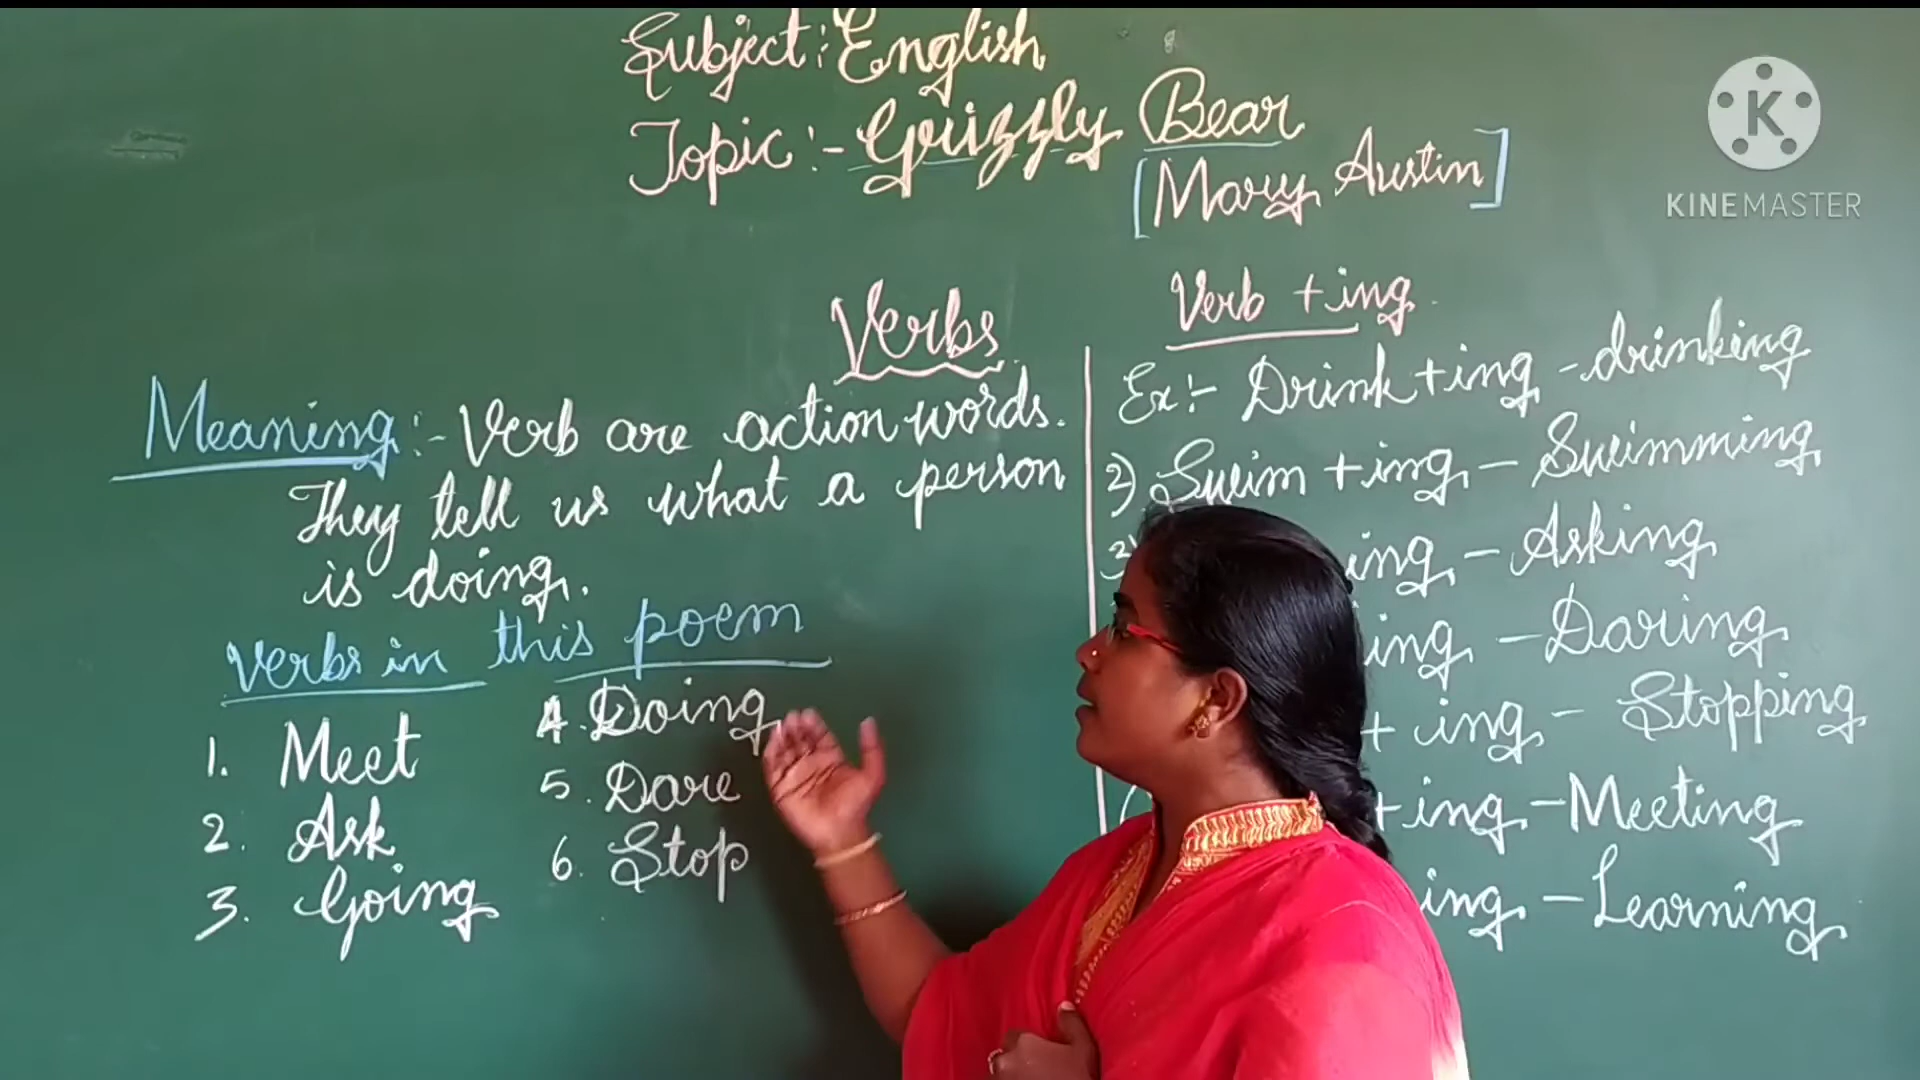 Subject: English
Topic :- Grizzly Bear
[Mary Austin]
K
KINEMASTER
Verbs
Meaning :- Verb are action words.
They tell us what a person
is doing.
Verbs in this poem
1. Meet
2. Ask
3. Going
4. Doing
5. Dare
6. Stop
Verb + ing
Ex :- Drink + ing - drinking
2) Swim + ing - Swimming
3) ing - Asking
ing - Daring
+ ing - Stopping
+ ing - Meeting
ing - Learning